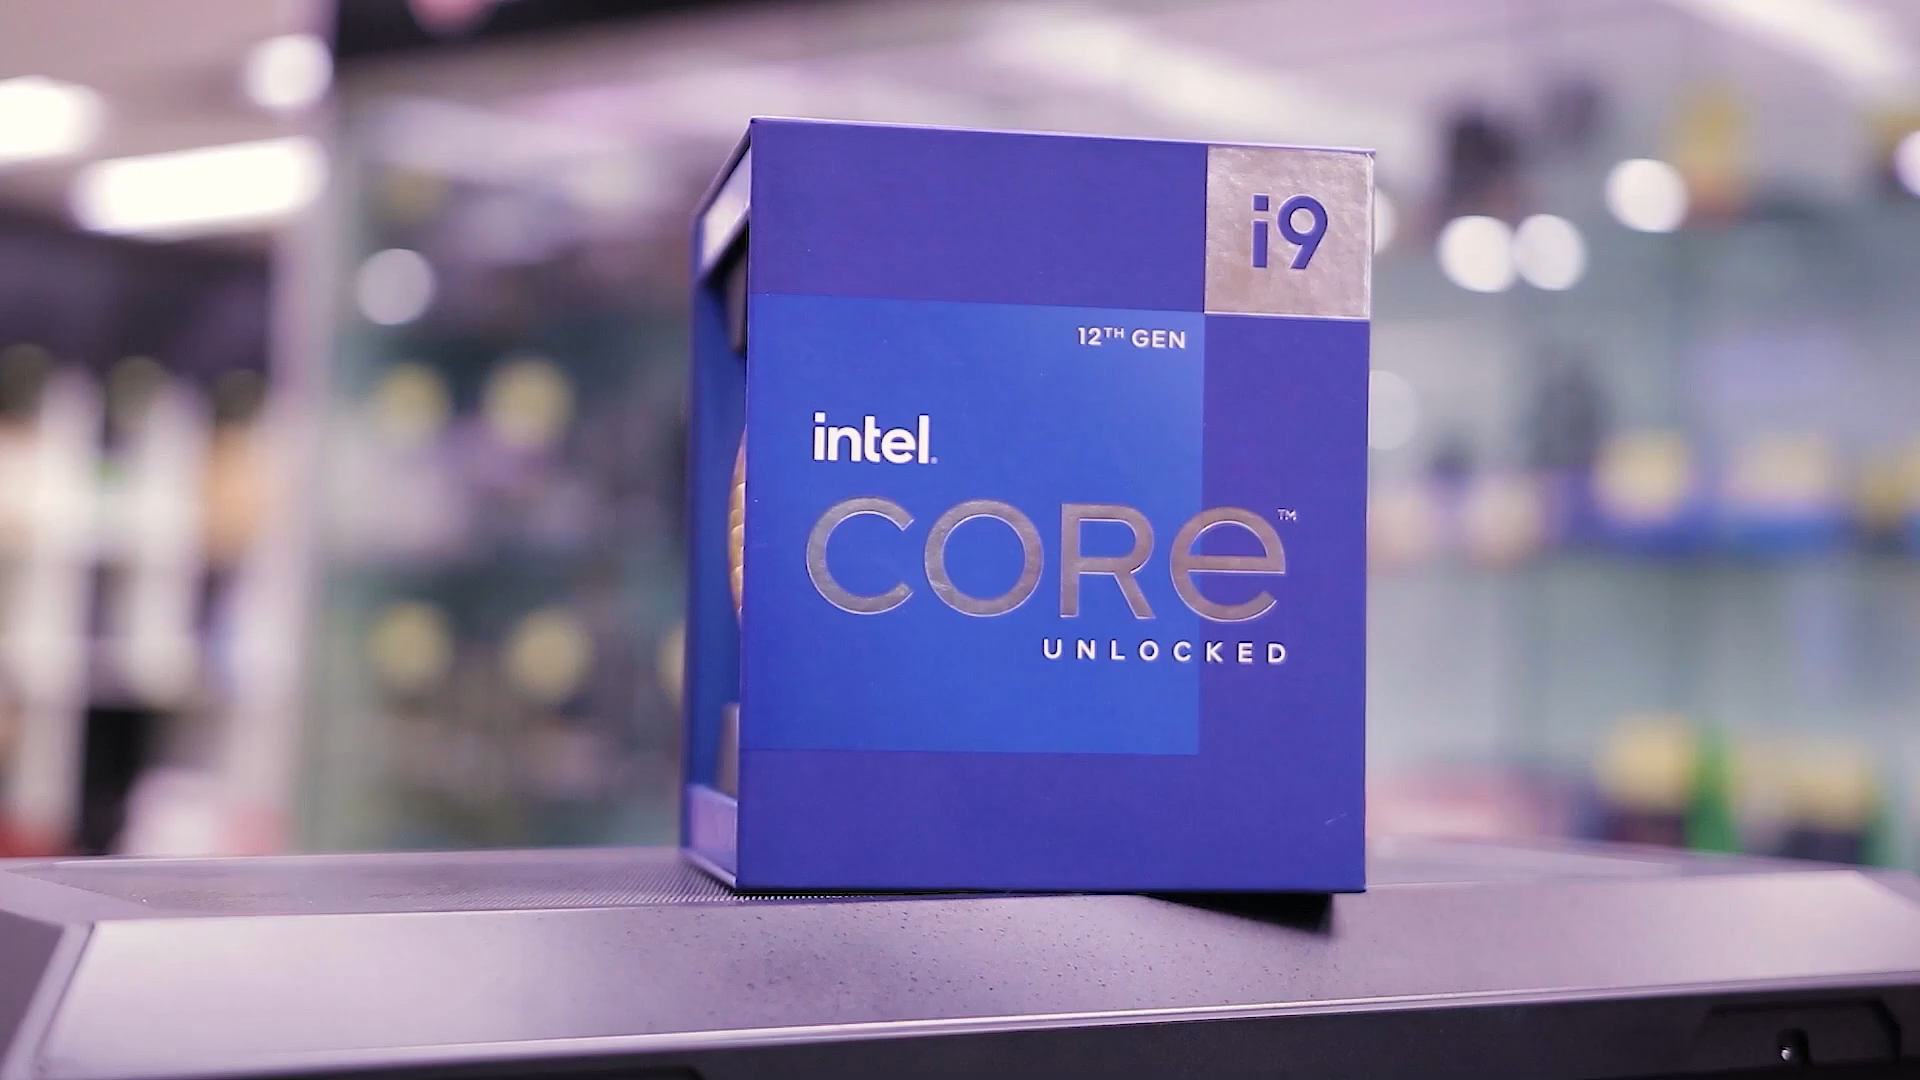 i9
12TH GEN
intel.
CORe™
UNLOCKED